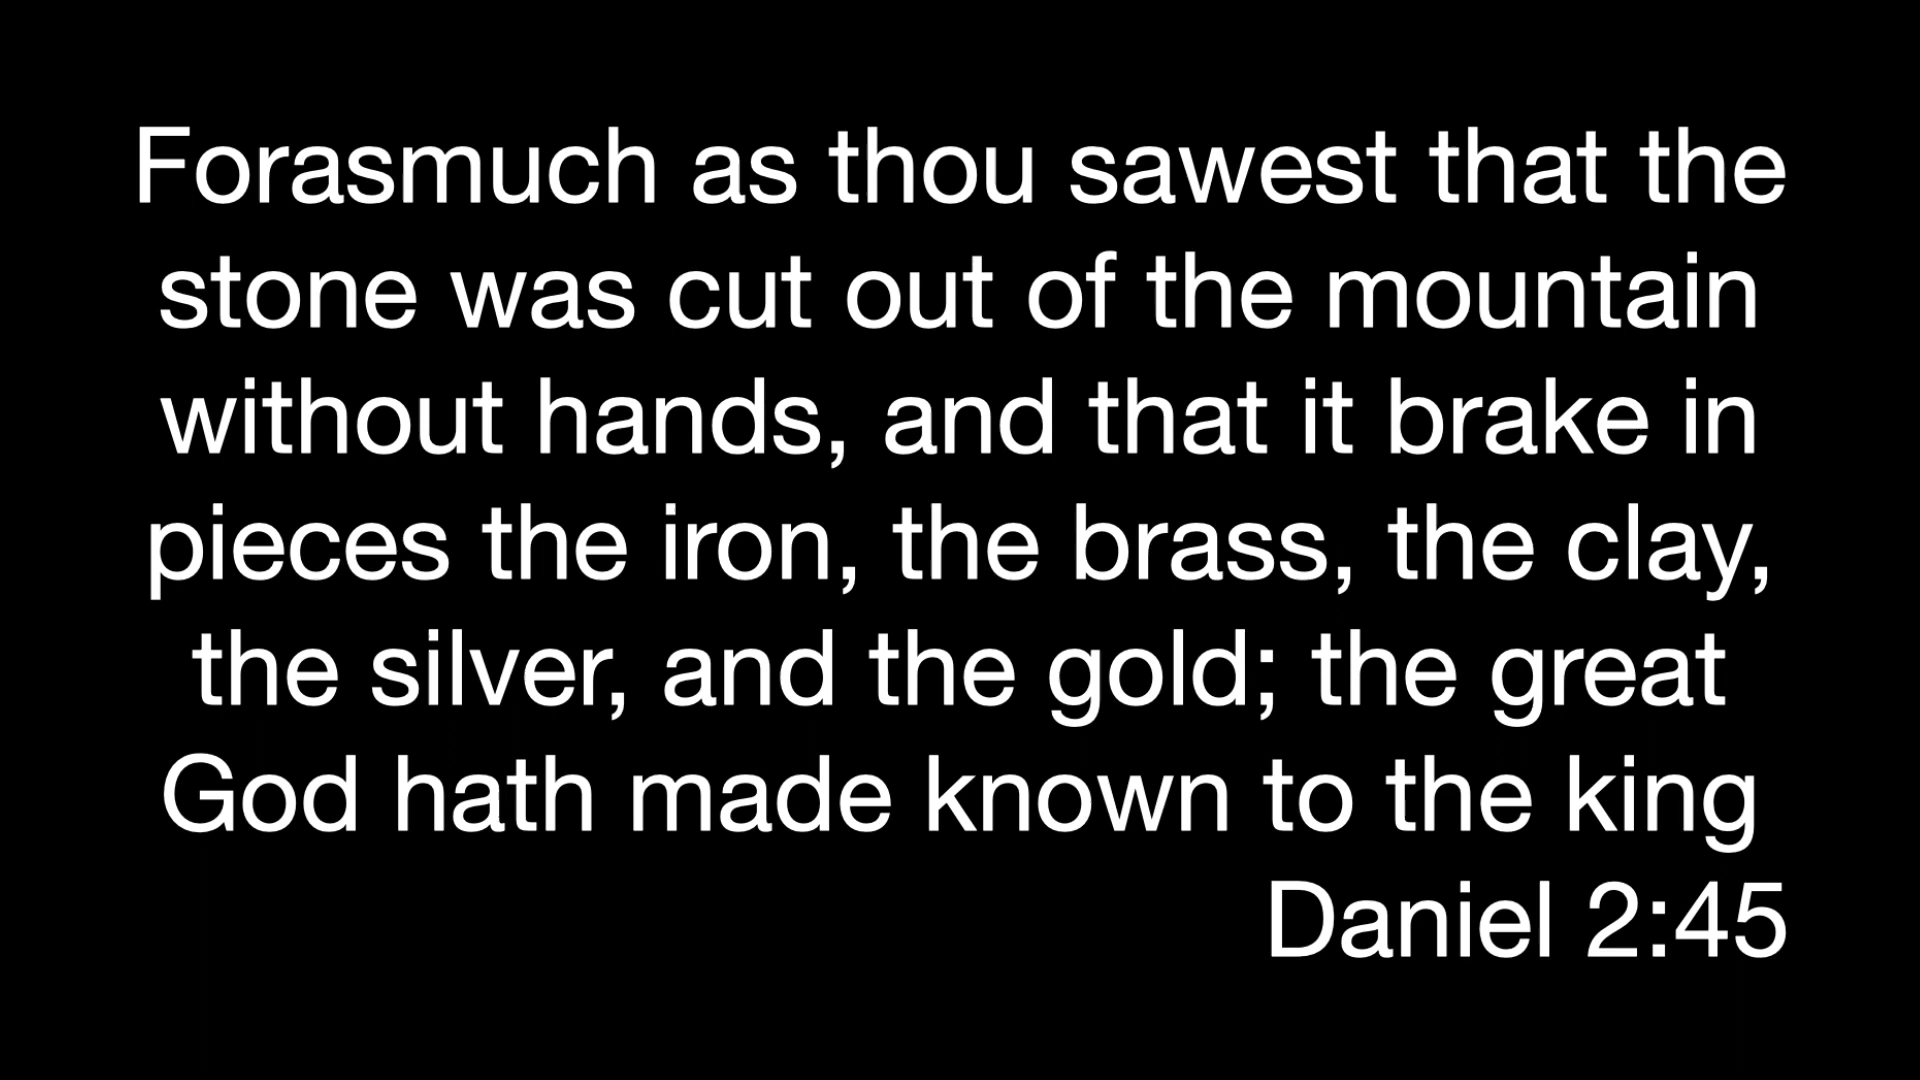 Forasmuch as thou sawest that the
stone was cut out of the mountain
without hands, and that it brake in
pieces the iron, the brass, the clay,
the silver, and the gold; the great
God hath made known to the king
Daniel 2:45